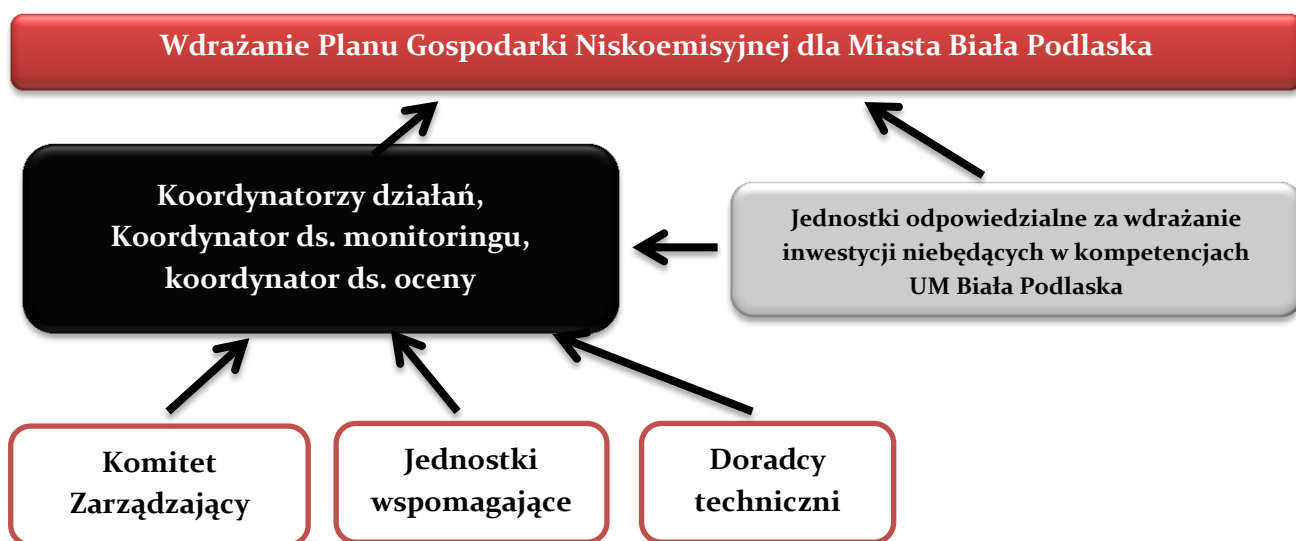 Wdrażanie Planu Gospodarki Niskoemisyjnej dla Miasta Biała Podlaska
Koordynatorzy działań,
Koordynator ds. monitoringu,
koordynator ds. oceny
Jednostki odpowiedzialne za wdrażanie
inwestycji niebędących w kompetencjach
UM Biała Podlaska
Komitet
Zarządzający
Jednostki
wspomagające
Doradcy
techniczni